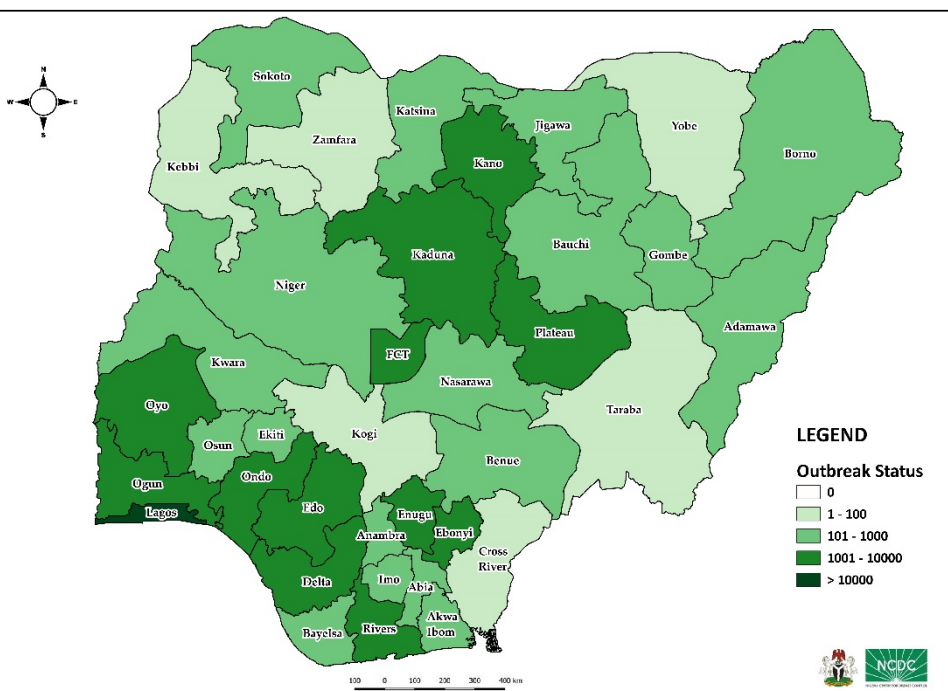 N
W
E
S
Sokoto
Katsina
Jigawa
Yobe
Borno
Zamfara
Kebbi
Kano
Kaduna
Bauchi
Gombe
Niger
Adamawa
Plateau
FCT
Kwara
Nasarawa
Taraba
Oyo
Kogi
Osun
Ekiti
Benue
Ogun
Ondo
Edo
Lagos
Enugu
Anambra
Ebonyi
Cross
River
Delta
Imo
Abia
Akwa
Ibom
Bayelsa
Rivers
LEGEND
Outbreak Status
0
1 - 100
101 - 1000
1001 - 10000
> 10000
100 0 100 200 300 400 km
NCDC